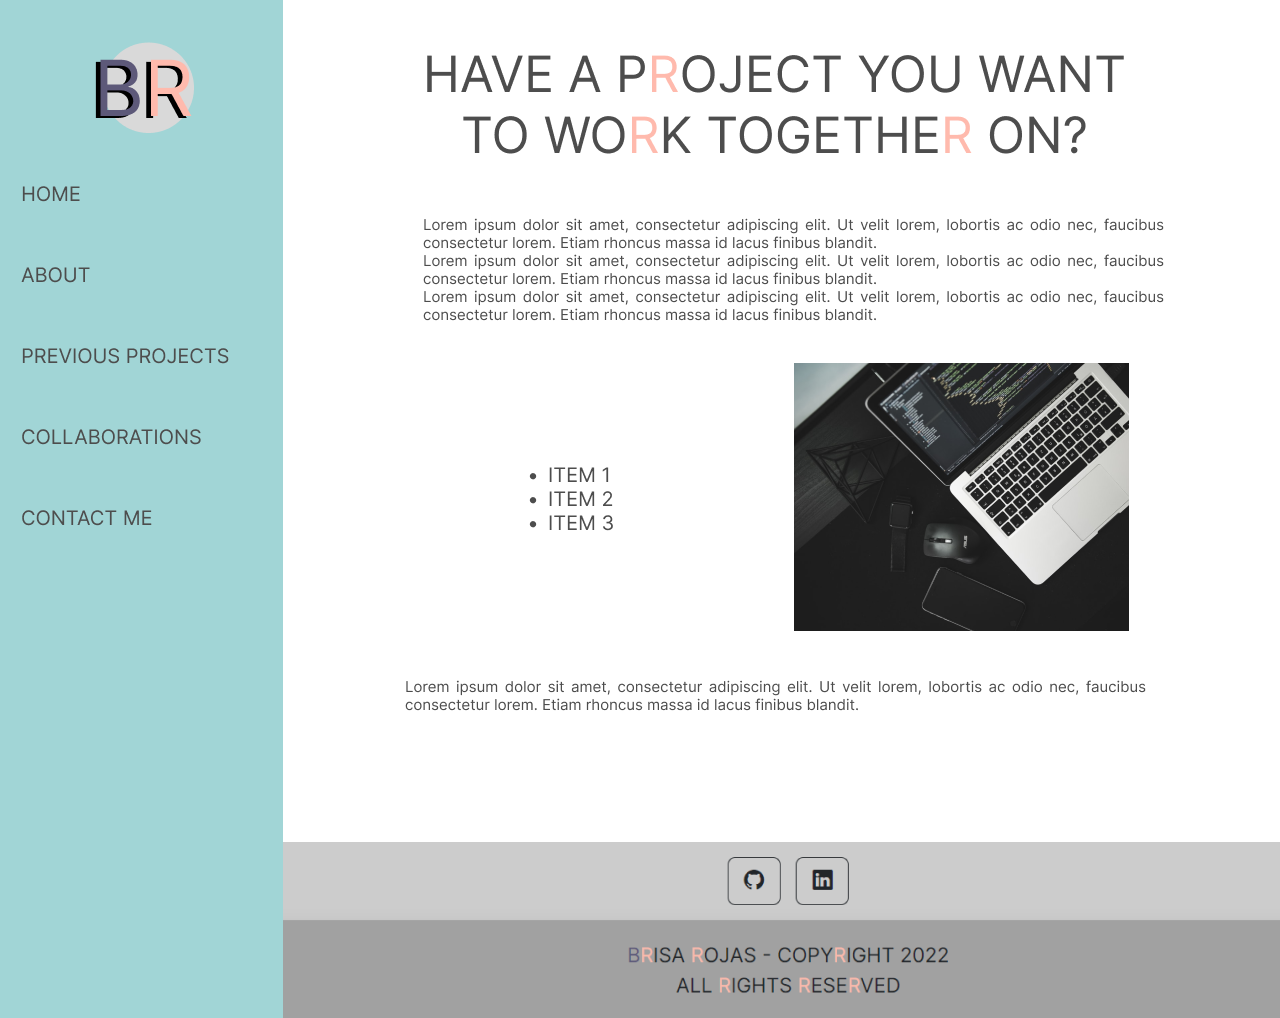 BR
HOME
ABOUT
PREVIOUS PROJECTS
COLLABORATIONS
CONTACT ME
HAVE A PROJECT YOU WANT
TO WORK TOGETHER ON?
Lorem ipsum dolor sit amet, consectetur adipiscing elit. Ut velit lorem, lobortis ac odio nec, faucibus
consectetur lorem. Etiam rhoncus massa id lacus finibus blandit.
Lorem ipsum dolor sit amet, consectetur adipiscing elit. Ut velit lorem, lobortis ac odio nec, faucibus
consectetur lorem. Etiam rhoncus massa id lacus finibus blandit.
Lorem ipsum dolor sit amet, consectetur adipiscing elit. Ut velit lorem, lobortis ac odio nec, faucibus
consectetur lorem. Etiam rhoncus massa id lacus finibus blandit.
• ITEM 1
• ITEM 2
• ITEM 3
Lorem ipsum dolor sit amet, consectetur adipiscing elit. Ut velit lorem, lobortis ac odio nec, faucibus
consectetur lorem. Etiam rhoncus massa id lacus finibus blandit.
in
BRISA ROJAS - COPYRIGHT 2022
ALL RIGHTS RESERVED